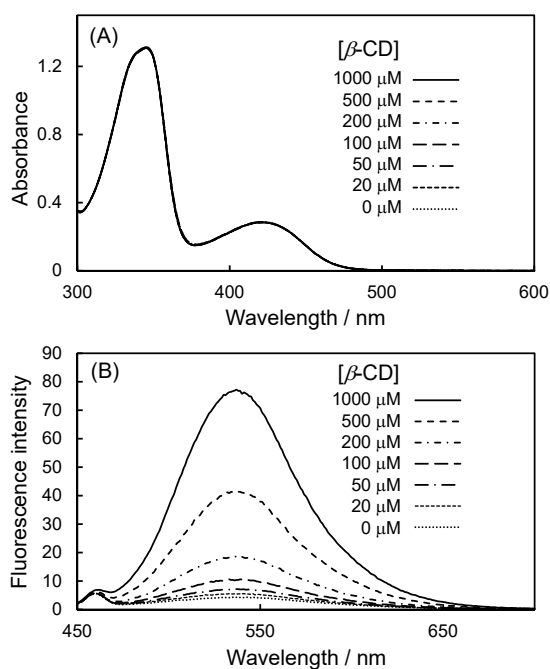 (A)
[β-CD]
1000 μM
500 μM
200 μM
100 μM
50 μM
20 μM
0 μM
Absorbance
1.2
0.8
0.4
0
300
400
500
600
Wavelength / nm
(B)
[β-CD]
1000 μM
500 μM
200 μM
100 μM
50 μM
20 μM
0 μM
Fluorescence intensity
90
80
70
60
50
40
30
20
10
0
450
550
650
Wavelength / nm